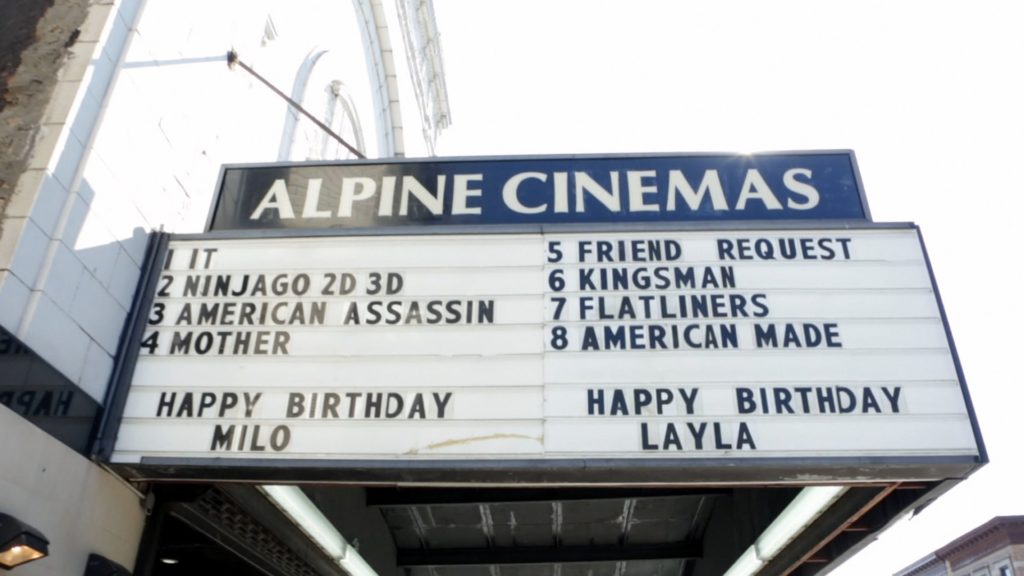 ALPINE CINEMAS
1 IT
2 NINJAGO 2D 3D
3 AMERICAN ASSASSIN
4 MOTHER
HAPPY BIRTHDAY
MILO
5 FRIEND REQUEST
6 KINGSMAN
7 FLATLINERS
8 AMERICAN MADE
HAPPY BIRTHDAY
LAYLA